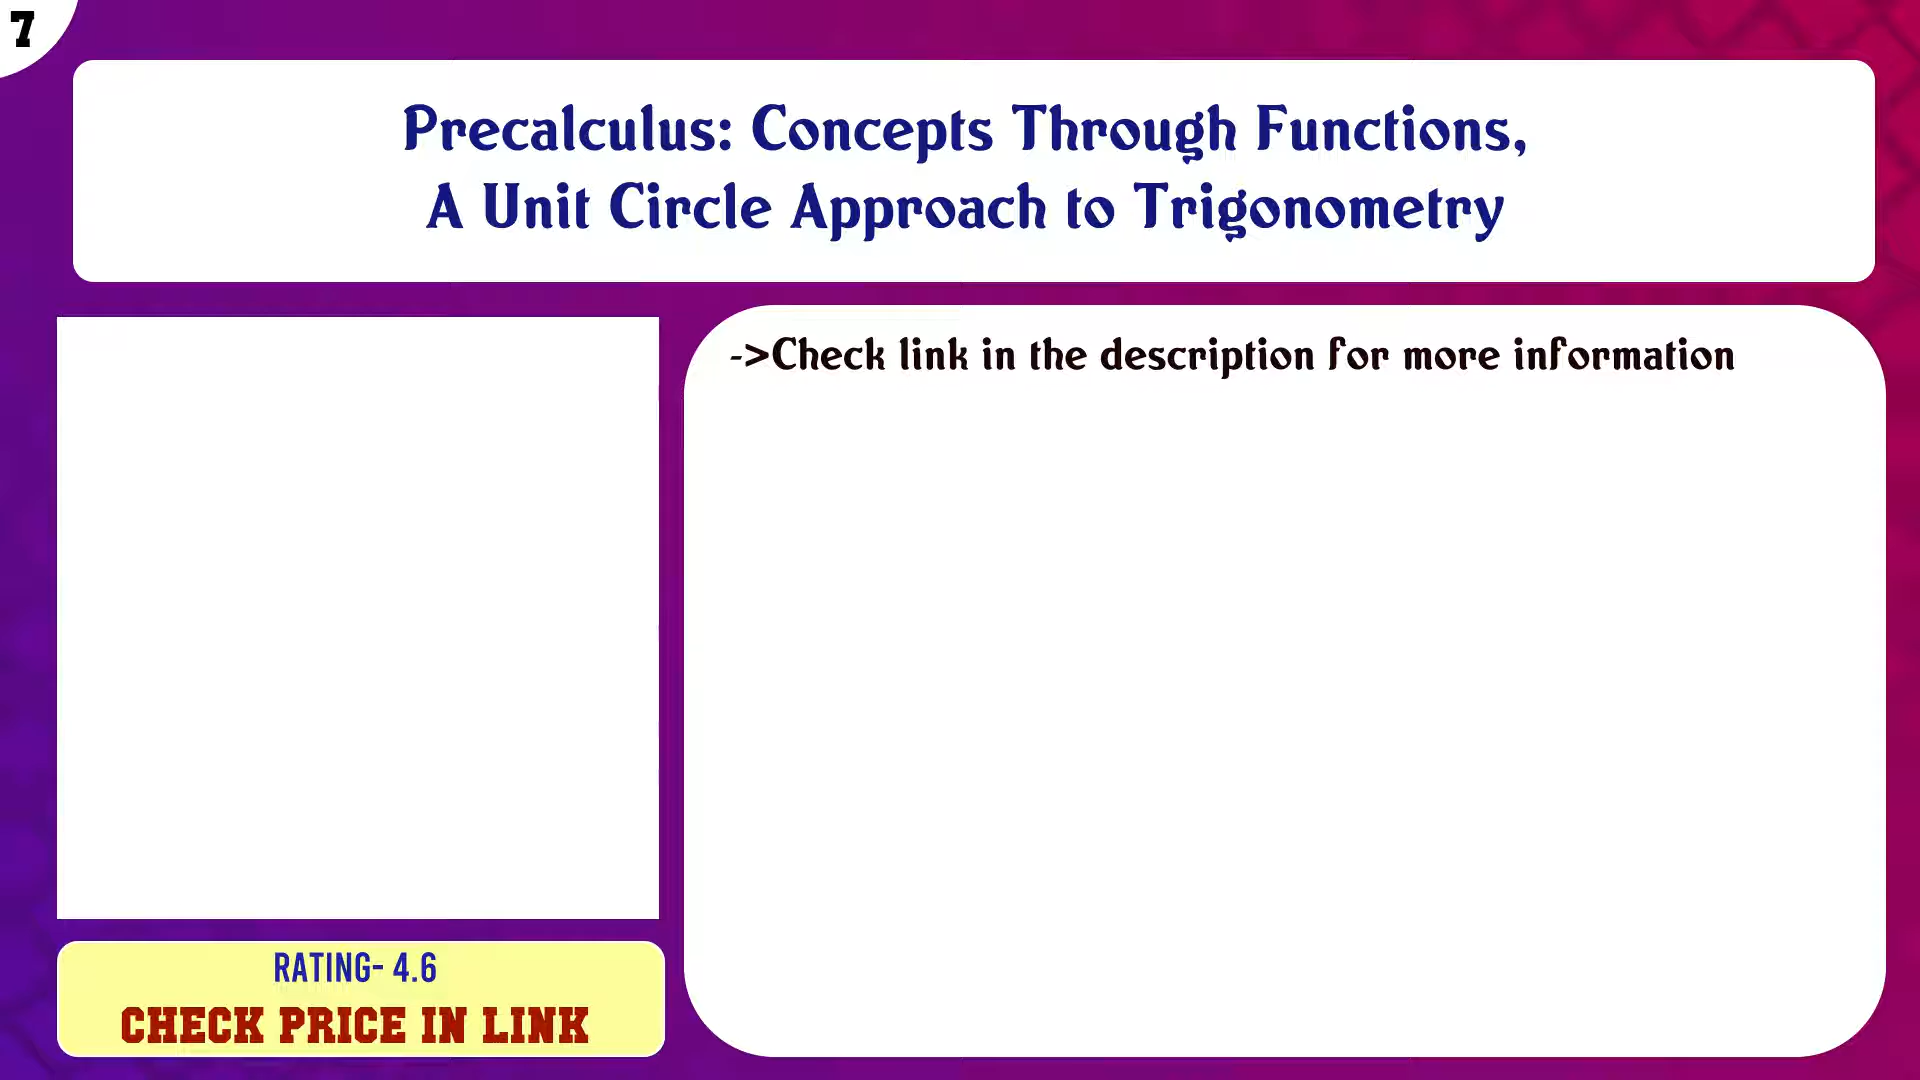 7
Precalculus: Concepts Through Functions,
A Unit Circle Approach to Trigonometry
->Check link in the description for more information
RATING- 4.6
CHECK PRICE IN LINK